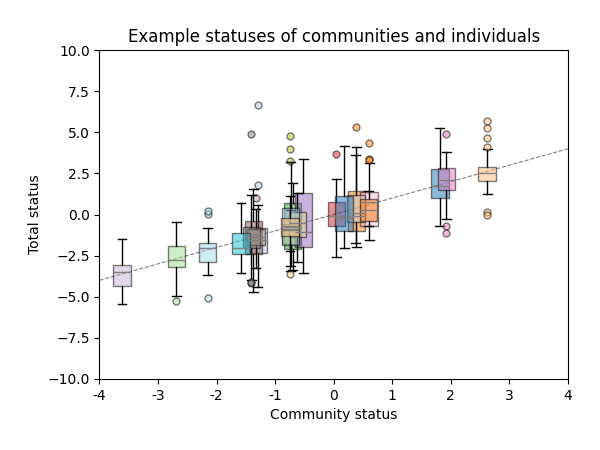 Example statuses of communities and individuals
Total status
10.0
7.5
5.0
2.5
0.0
−2.5
−5.0
−7.5
−10.0
-4 -3 -2 -1 0 1 2 3 4
Community status